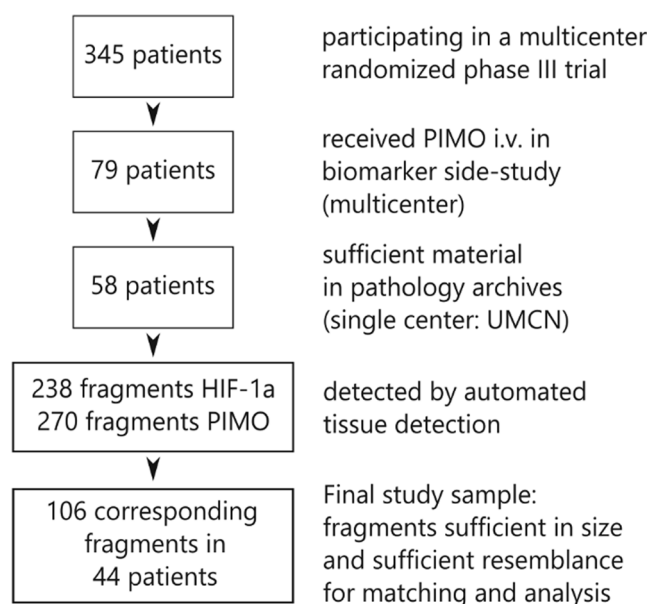 345 patients
participating in a multicenter
randomized phase III trial
79 patients
received PIMO i.v. in
biomarker side-study
(multicenter)
58 patients
sufficient material
in pathology archives
(single center: UMCN)
238 fragments HIF-1a
270 fragments PIMO
detected by automated
tissue detection
106 corresponding
fragments in
44 patients
Final study sample:
fragments sufficient in size
and sufficient resemblance
for matching and analysis